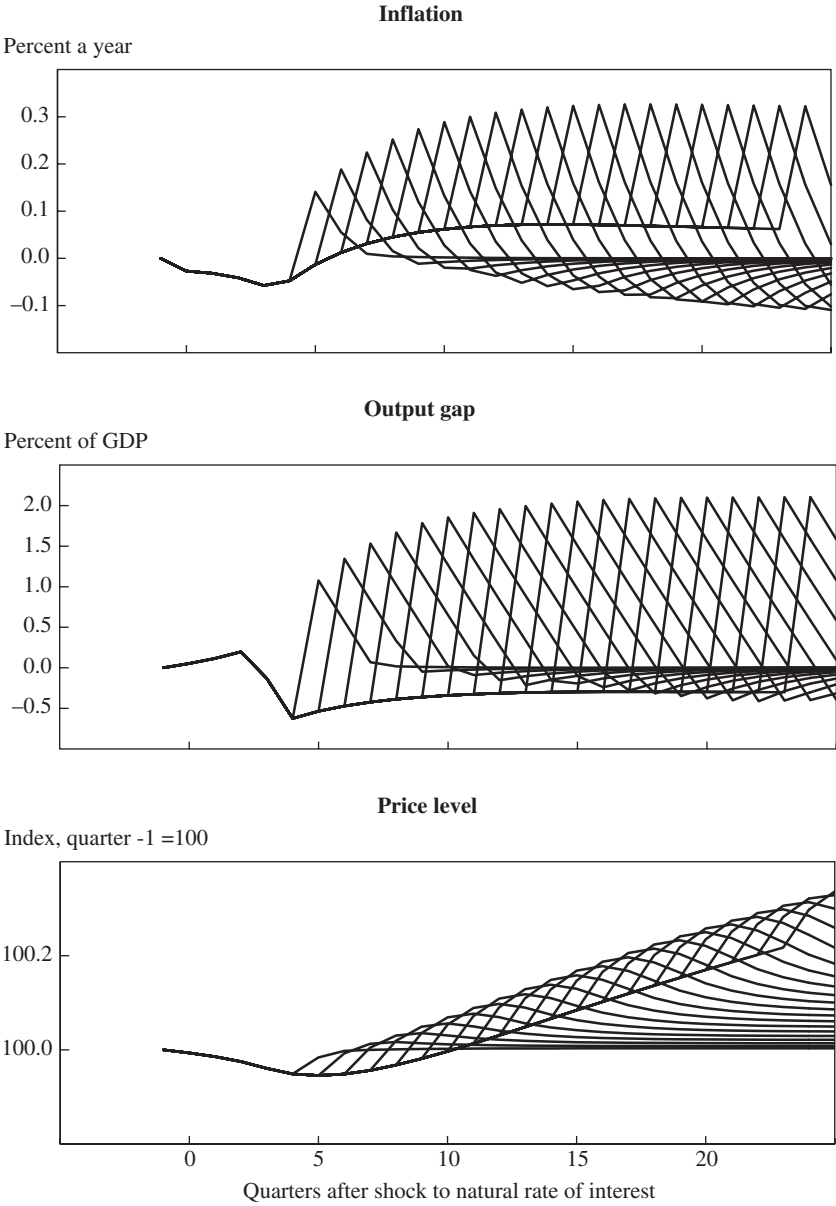 Inflation
Percent a year
0.3
0.2
0.1
0.0
–0.1
Output gap
Percent of GDP
2.0
1.5
1.0
0.5
0.0
–0.5
Price level
Index, quarter -1 =100
100.2
100.0
0 5 10 15 20
Quarters after shock to natural rate of interest